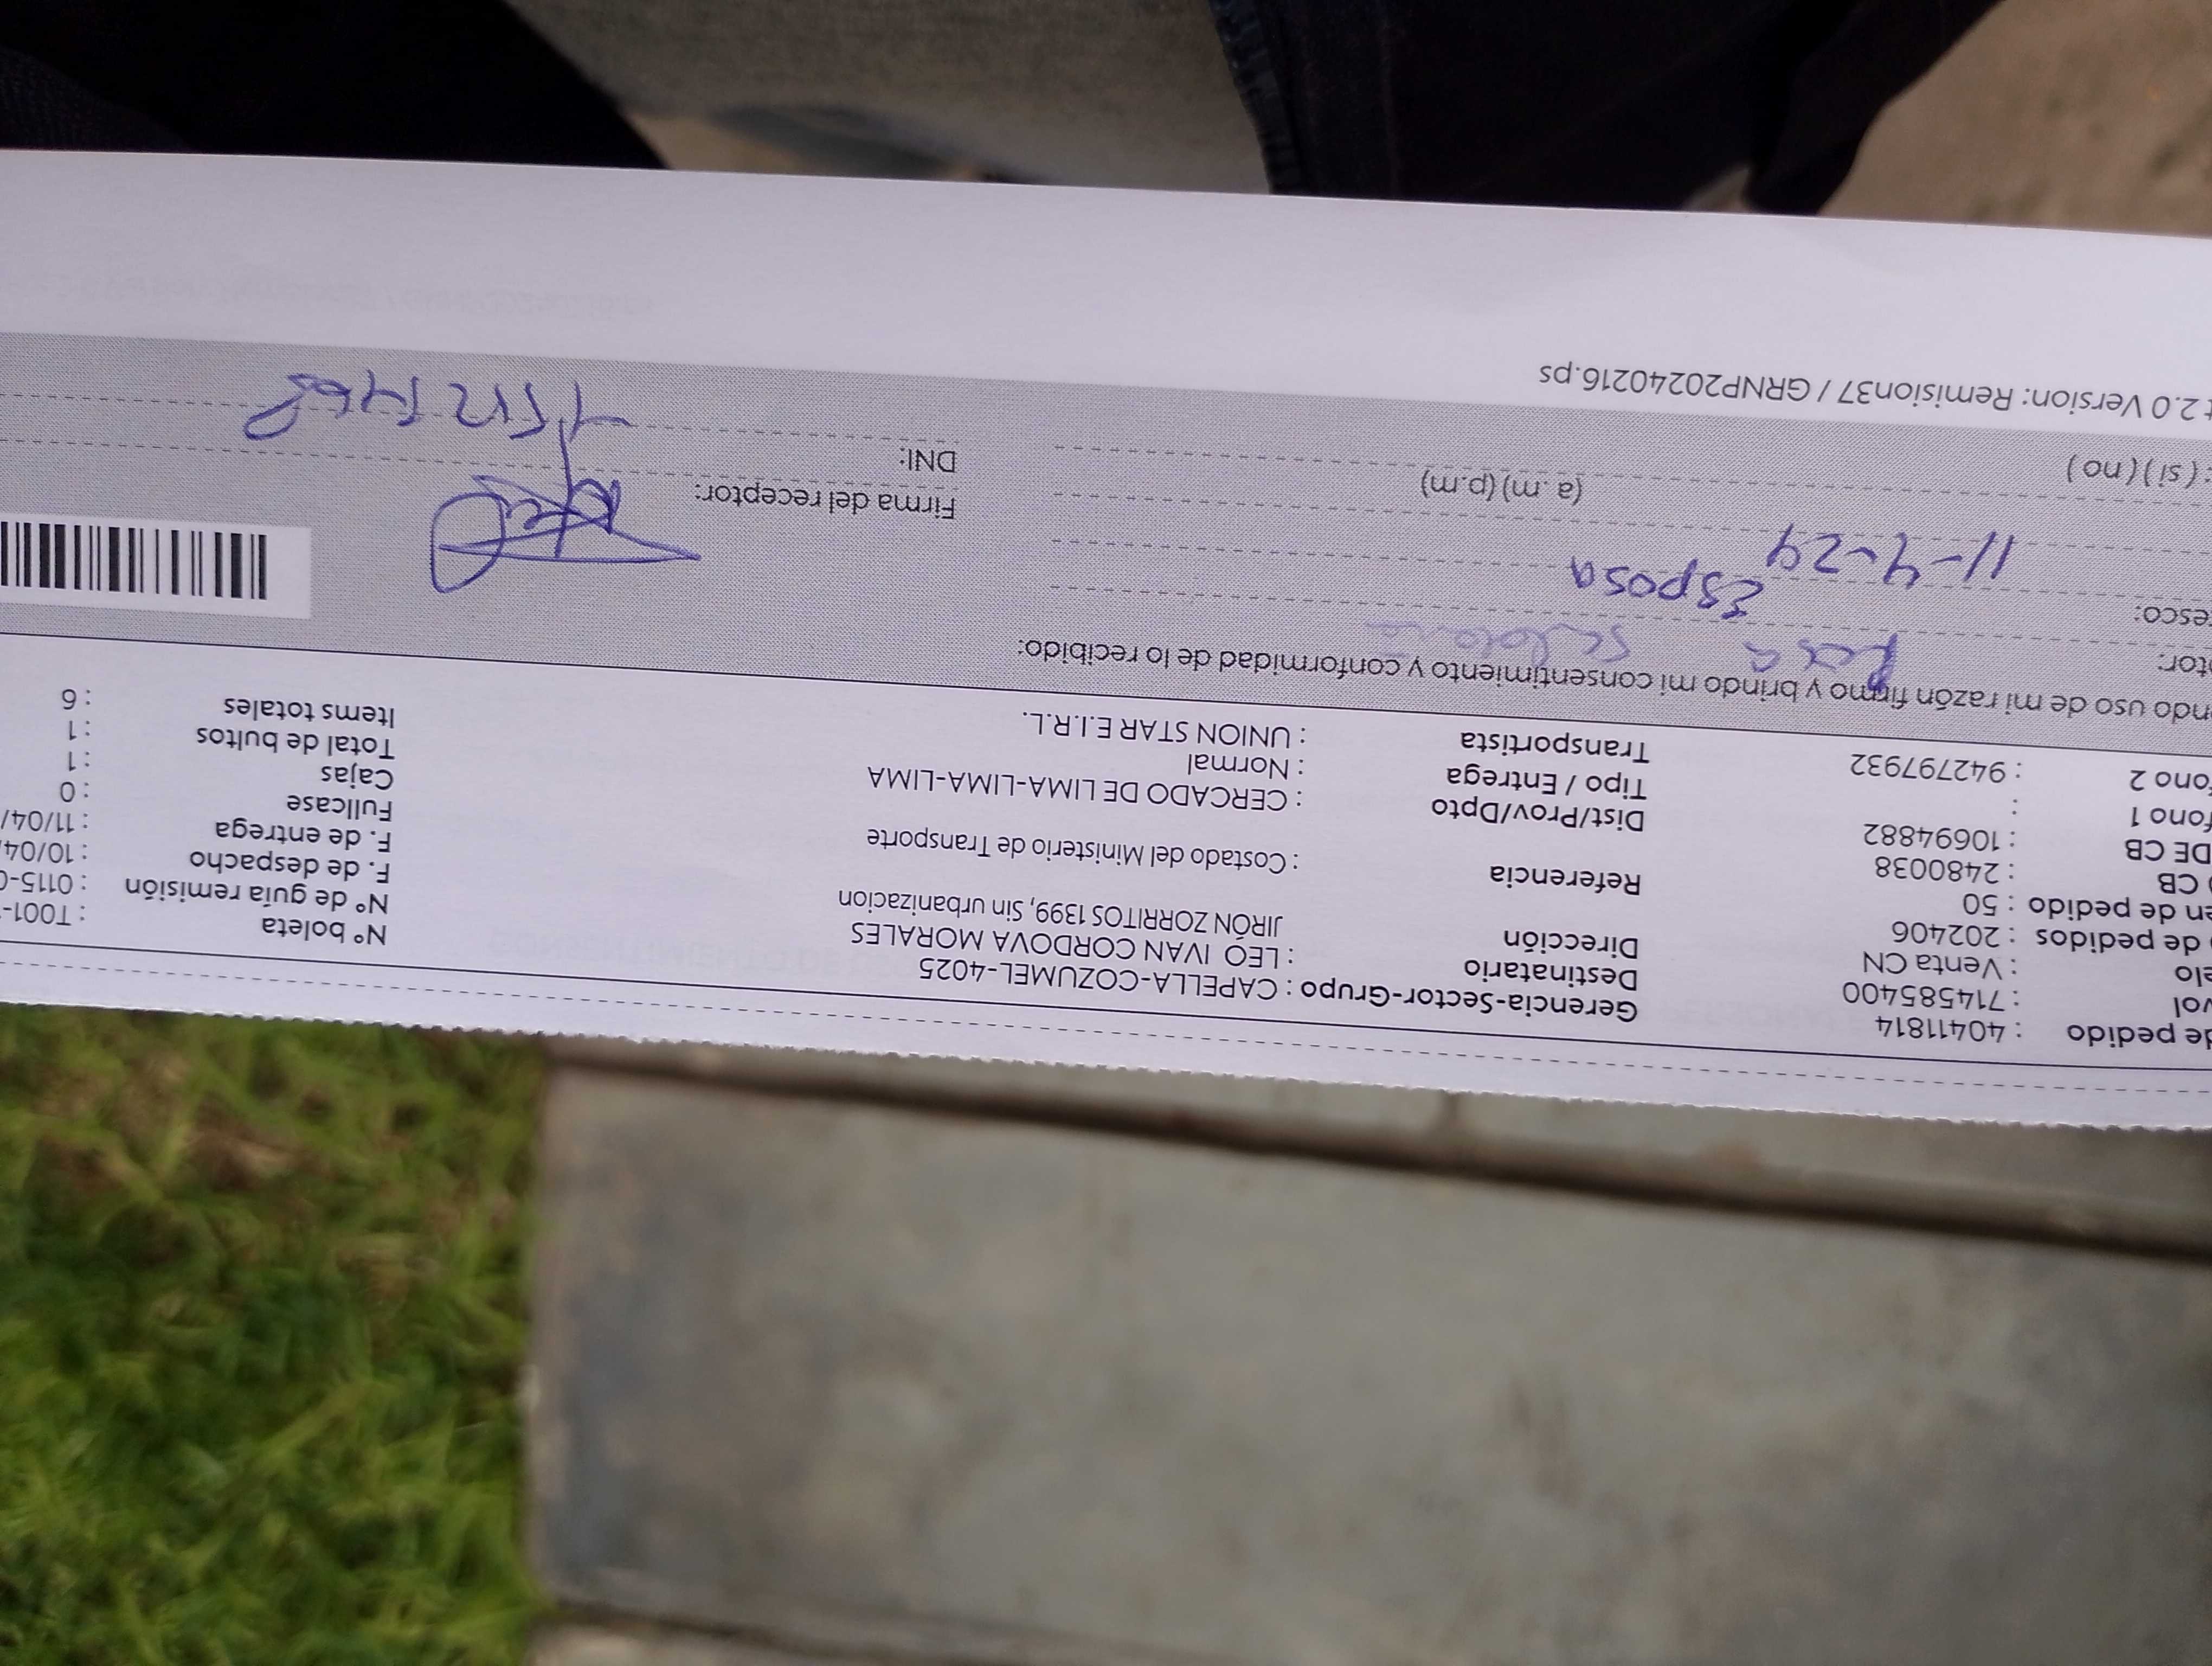 de pedido : 40411814 Gerencia-Sector-Grupo : CAPELLA-COZUMEL-4025 Nº boleta : T001-
vol : 714585400 Destinatario : LEO IVAN CORDOVA MORALES Nº de guía remisión : 0115-0
elo : Venta CN Dirección JIRÓN ZORRITOS 1399, Sin urbanizacion F. de despacho : 10/04/
o de pedidos : 202406 Referencia : Costado del Ministerio de Transporte F. de entrega : 11/04/
en de pedido : 50 Dist/Prov/Dpto : CERCADO DE LIMA-LIMA-LIMA Fullcase : 0
o CB : 2480038 Tipo / Entrega : Normal Cajas : 1
DE CB : 10694882 Transportista : UNION STAR E.I.R.L. Total de bultos : 1
fono 1 : Items totales : 6
fono 2 : 942797932
ndo uso de mi razón firmo y brindo mi consentimiento y conformidad de lo recibido:
ptor: Rosa
esco: Esposa
11-4-24 (a.m)(p.m) Firma del receptor:
: (si) (no) DNI:
t 2.0 Version: Remision37 / GRNP20240216.ps